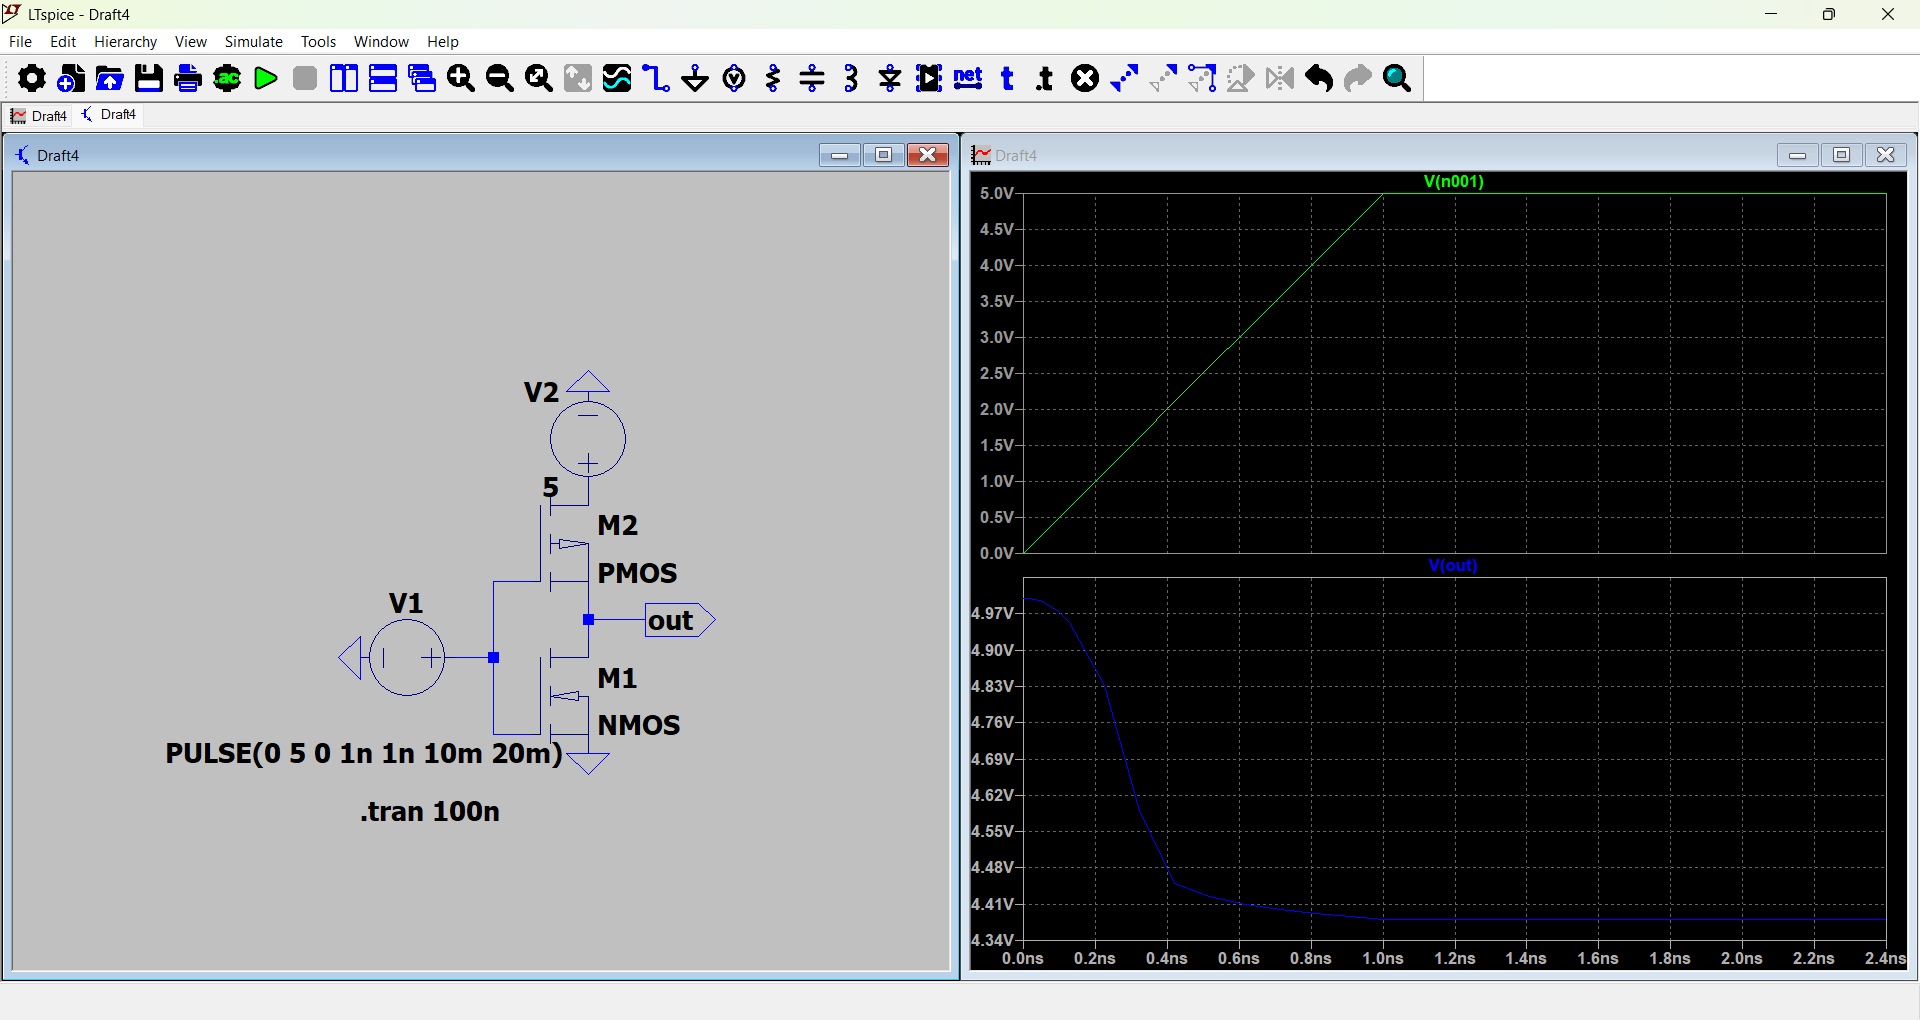 LTspice - Draft4
File Edit Hierarchy View Simulate Tools Window Help
.ac net t .t
Draft4 Draft4
Draft4
V2
5
M2
PMOS
V1
out
M1
NMOS
PULSE(0 5 0 1n 1n 10m 20m)
.tran 100n
Draft4
V(n001)
5.0V
4.5V
4.0V
3.5V
3.0V
2.5V
2.0V
1.5V
1.0V
0.5V
0.0V
V(out)
4.97V
4.90V
4.83V
4.76V
4.69V
4.62V
4.55V
4.48V
4.41V
4.34V
0.0ns 0.2ns 0.4ns 0.6ns 0.8ns 1.0ns 1.2ns 1.4ns 1.6ns 1.8ns 2.0ns 2.2ns 2.4ns